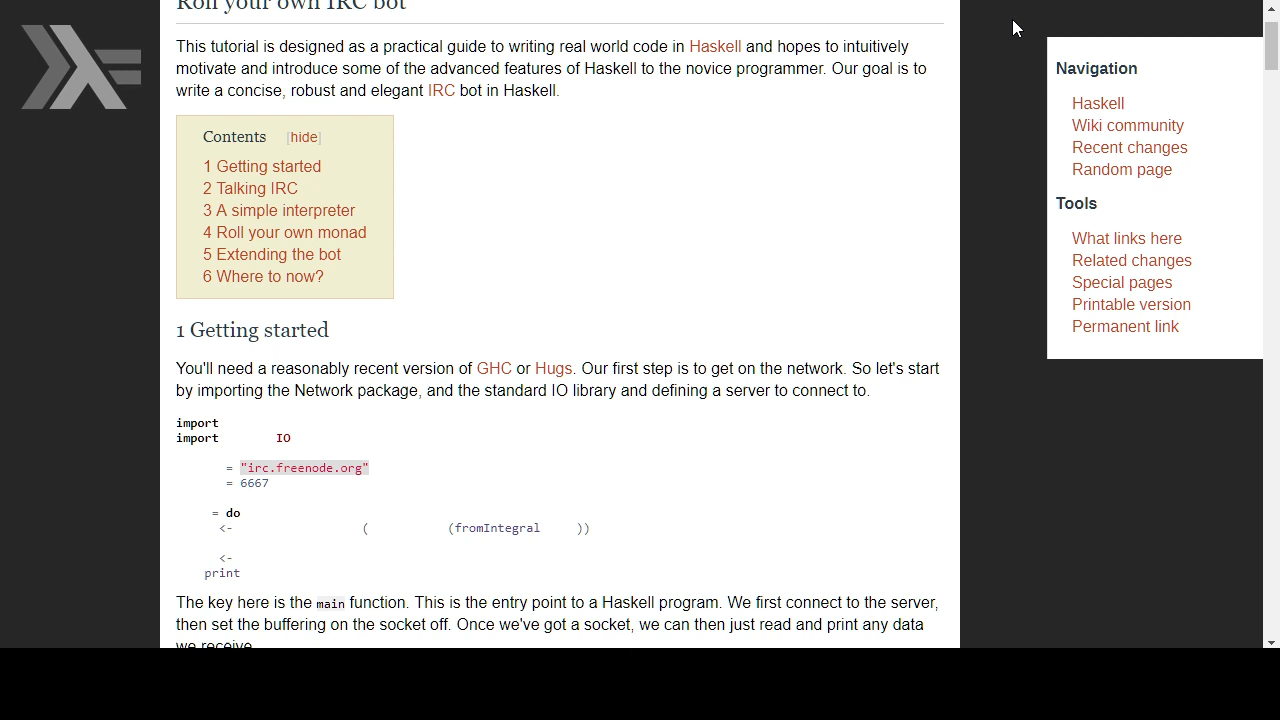 Roll your own IRC bot
This tutorial is designed as a practical guide to writing real world code in Haskell and hopes to intuitively
motivate and introduce some of the advanced features of Haskell to the novice programmer. Our goal is to
write a concise, robust and elegant IRC bot in Haskell.
Contents [hide]
1 Getting started
2 Talking IRC
3 A simple interpreter
4 Roll your own monad
5 Extending the bot
6 Where to now?
1 Getting started
You'll need a reasonably recent version of GHC or Hugs. Our first step is to get on the network. So let's start
by importing the Network package, and the standard IO library and defining a server to connect to.
import
import IO
= "irc.freenode.org"
= 6667
= do
<- ( (fromIntegral ))
<-
print
The key here is the main function. This is the entry point to a Haskell program. We first connect to the server,
then set the buffering on the socket off. Once we've got a socket, we can then just read and print any data
we receive.
Navigation
Haskell
Wiki community
Recent changes
Random page
Tools
What links here
Related changes
Special pages
Printable version
Permanent link